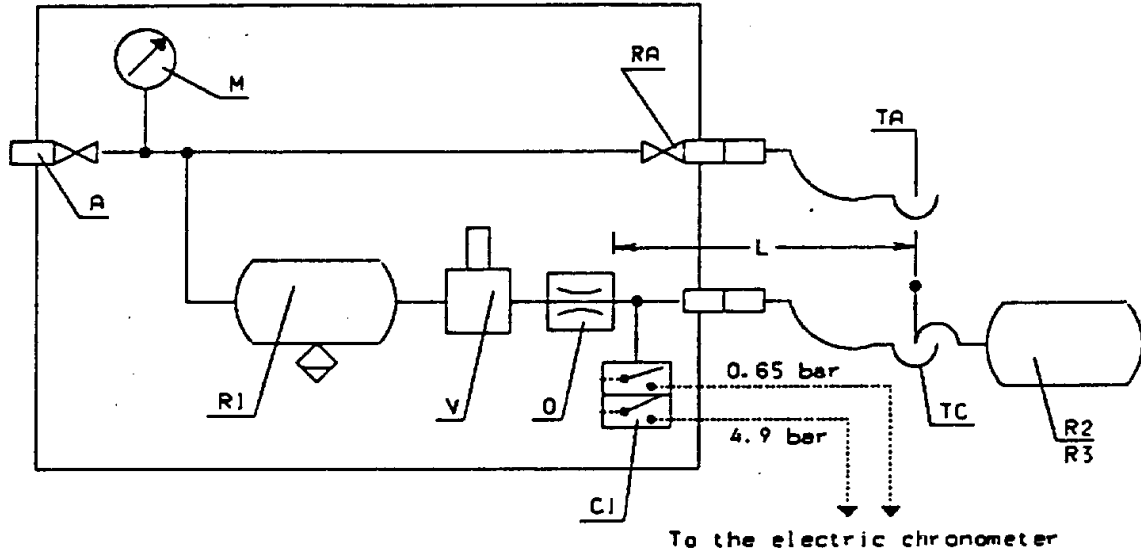 M
RA
TA
A
L
R1
V
O
0.65 bar
TC
4.9 bar
R2
R3
C1
To the electric chronometer